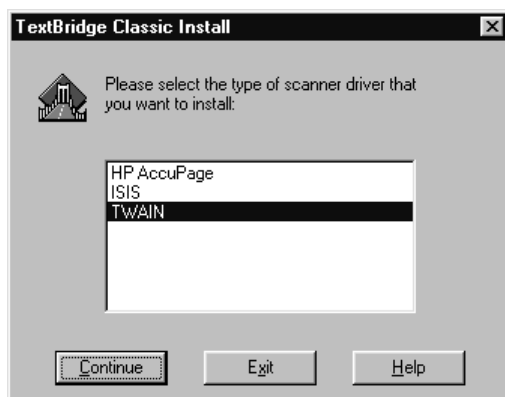 TextBridge Classic Install
Please select the type of scanner driver that
you want to install:
HP AccuPage
ISIS
TWAIN
Continue
Exit
Help